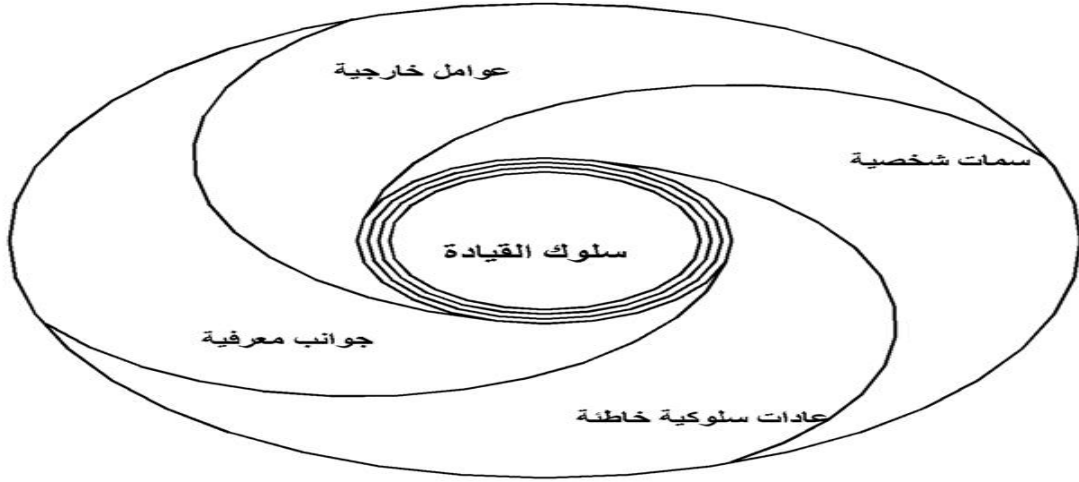 عوامل خارجية
سمات شخصية
سلوك القيادة
جوانب معرفية
عادات سلوكية خاطئة